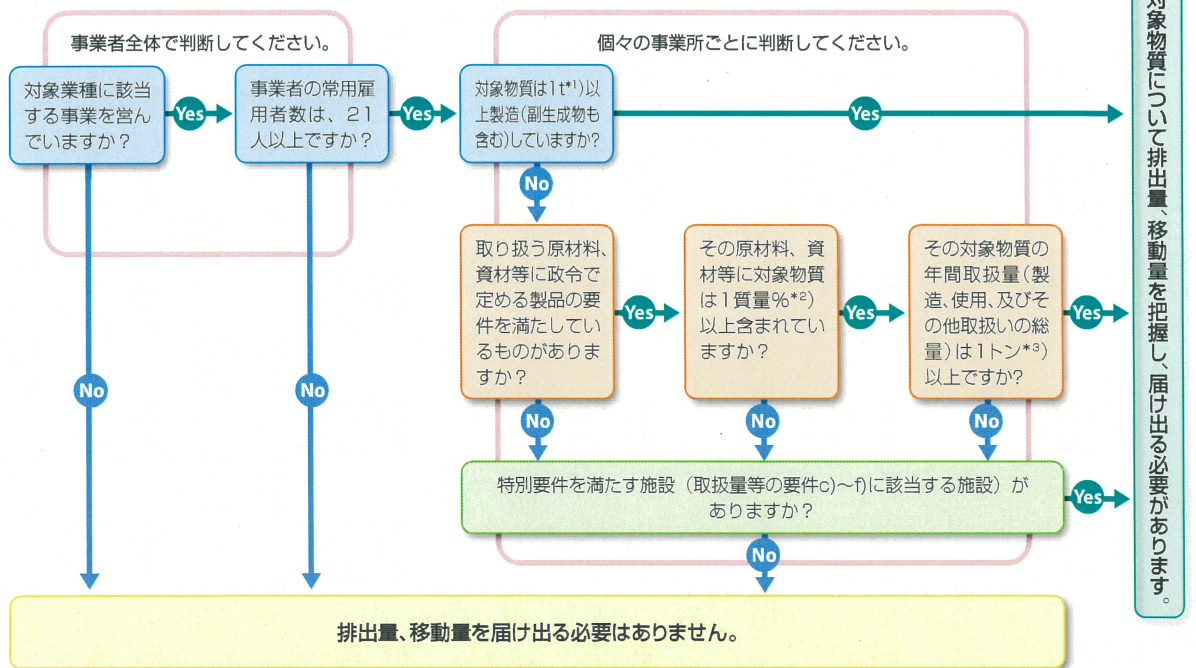 事業者全体で判断してください。
個々の事業所ごとに判断してください。
対象業種に該当
する事業を営ん
でいますか？
Yes
事業者の常用雇
用者数は、21
人以上ですか？
Yes
対象物質は1t*1)以
上製造(副生成物も
含む)していますか?
Yes
No
取り扱う原材料、
資材等に政令で
定める製品の要
件を満たしてい
るものがありま
すか？
Yes
その原材料、資
材等に対象物質
は1質量%*2)
以上含まれてい
ますか？
Yes
その対象物質の
年間取扱量(製
造、使用、及びそ
の他取扱いの総
量)は1トン*3)
以上ですか?
Yes
No
No
No
No
No
特別要件を満たす施設（取扱量等の要件c)～f)に該当する施設）が
ありますか？
Yes
No
排出量、移動量を届け出る必要はありません。
対象物質について排出量、移動量を把握し、届け出る必要があります。